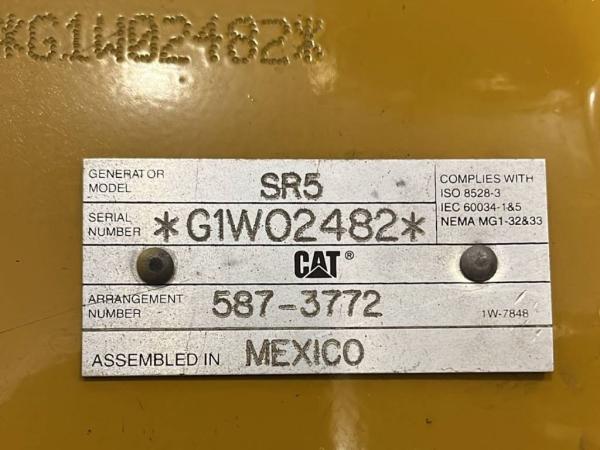 *G1W02482*
GENERATOR MODEL SR5
COMPLIES WITH
ISO 8528-3
IEC 60034-1&5
NEMA MG1-32&33
SERIAL NUMBER *G1W02482*
CAT®
ARRANGEMENT NUMBER 587-3772
1W-7848
ASSEMBLED IN MEXICO